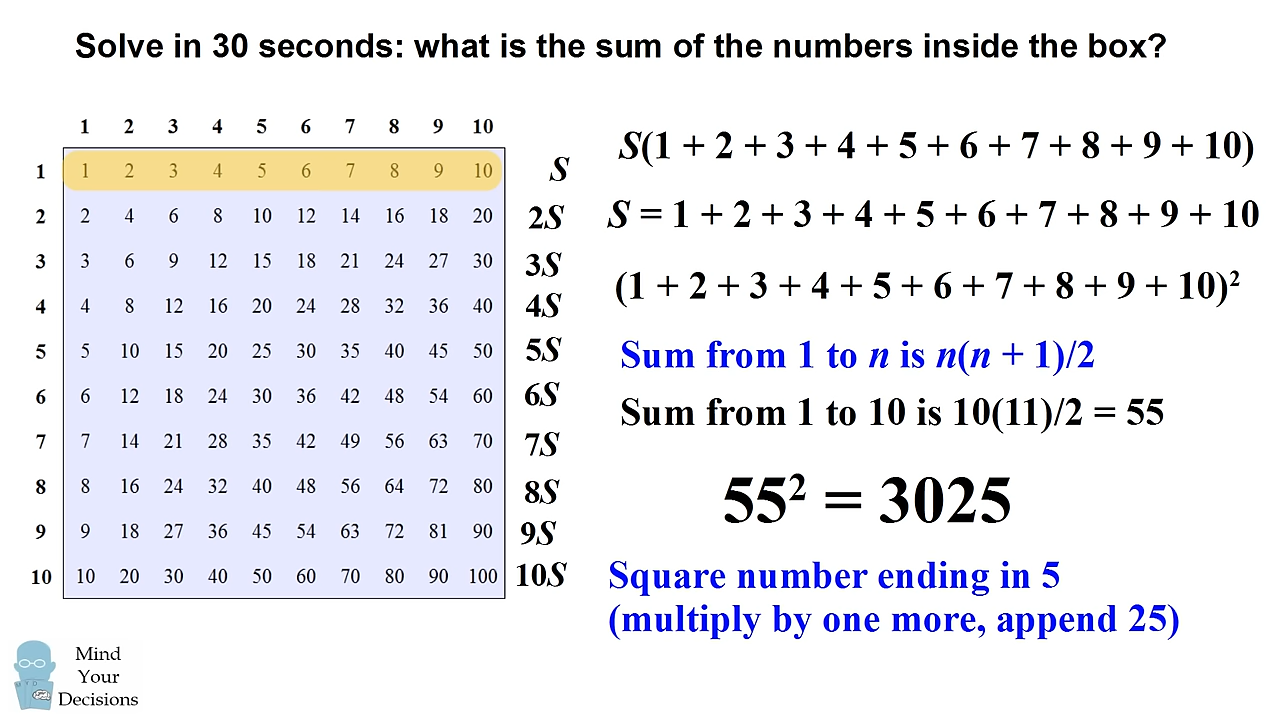 Solve in 30 seconds: what is the sum of the numbers inside the box?
1 2 3 4 5 6 7 8 9 10
1 1 2 3 4 5 6 7 8 9 10 S
2 2 4 6 8 10 12 14 16 18 20 2S
3 3 6 9 12 15 18 21 24 27 30 3S
4 4 8 12 16 20 24 28 32 36 40 4S
5 5 10 15 20 25 30 35 40 45 50 5S
6 6 12 18 24 30 36 42 48 54 60 6S
7 7 14 21 28 35 42 49 56 63 70 7S
8 8 16 24 32 40 48 56 64 72 80 8S
9 9 18 27 36 45 54 63 72 81 90 9S
10 10 20 30 40 50 60 70 80 90 100 10S
S(1 + 2 + 3 + 4 + 5 + 6 + 7 + 8 + 9 + 10)
S = 1 + 2 + 3 + 4 + 5 + 6 + 7 + 8 + 9 + 10
(1 + 2 + 3 + 4 + 5 + 6 + 7 + 8 + 9 + 10)²
Sum from 1 to n is n(n + 1)/2
Sum from 1 to 10 is 10(11)/2 = 55
55² = 3025
Square number ending in 5
(multiply by one more, append 25)
Mind
Your
Decisions